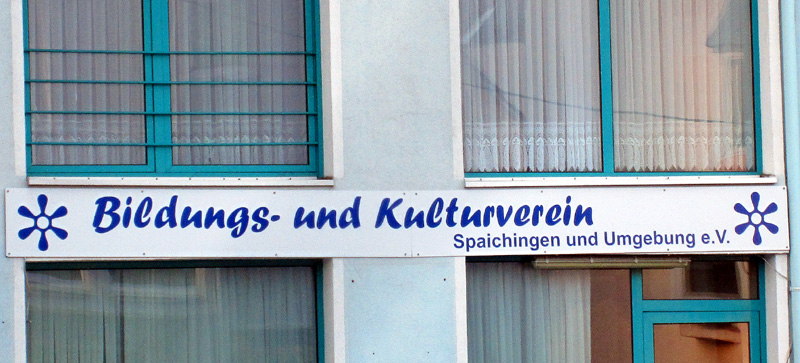 Bildungs- und Kulturverein
Spaichingen und Umgebung e.V.